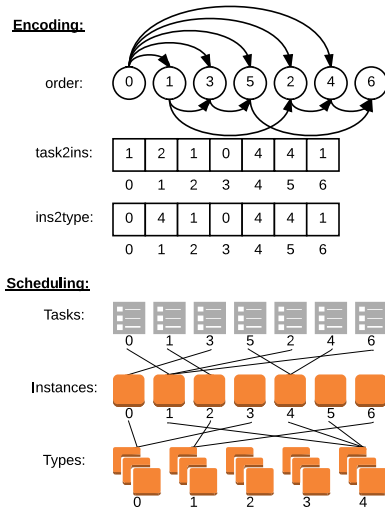 Encoding:
order: 0 1 3 5 2 4 6
task2ins: 1 2 1 0 4 4 1
0 1 2 3 4 5 6
ins2type: 0 4 1 0 4 4 1
0 1 2 3 4 5 6
Scheduling:
Tasks:
0 1 3 5 2 4 6
Instances:
0 1 2 3 4 5 6
Types:
0 1 2 3 4